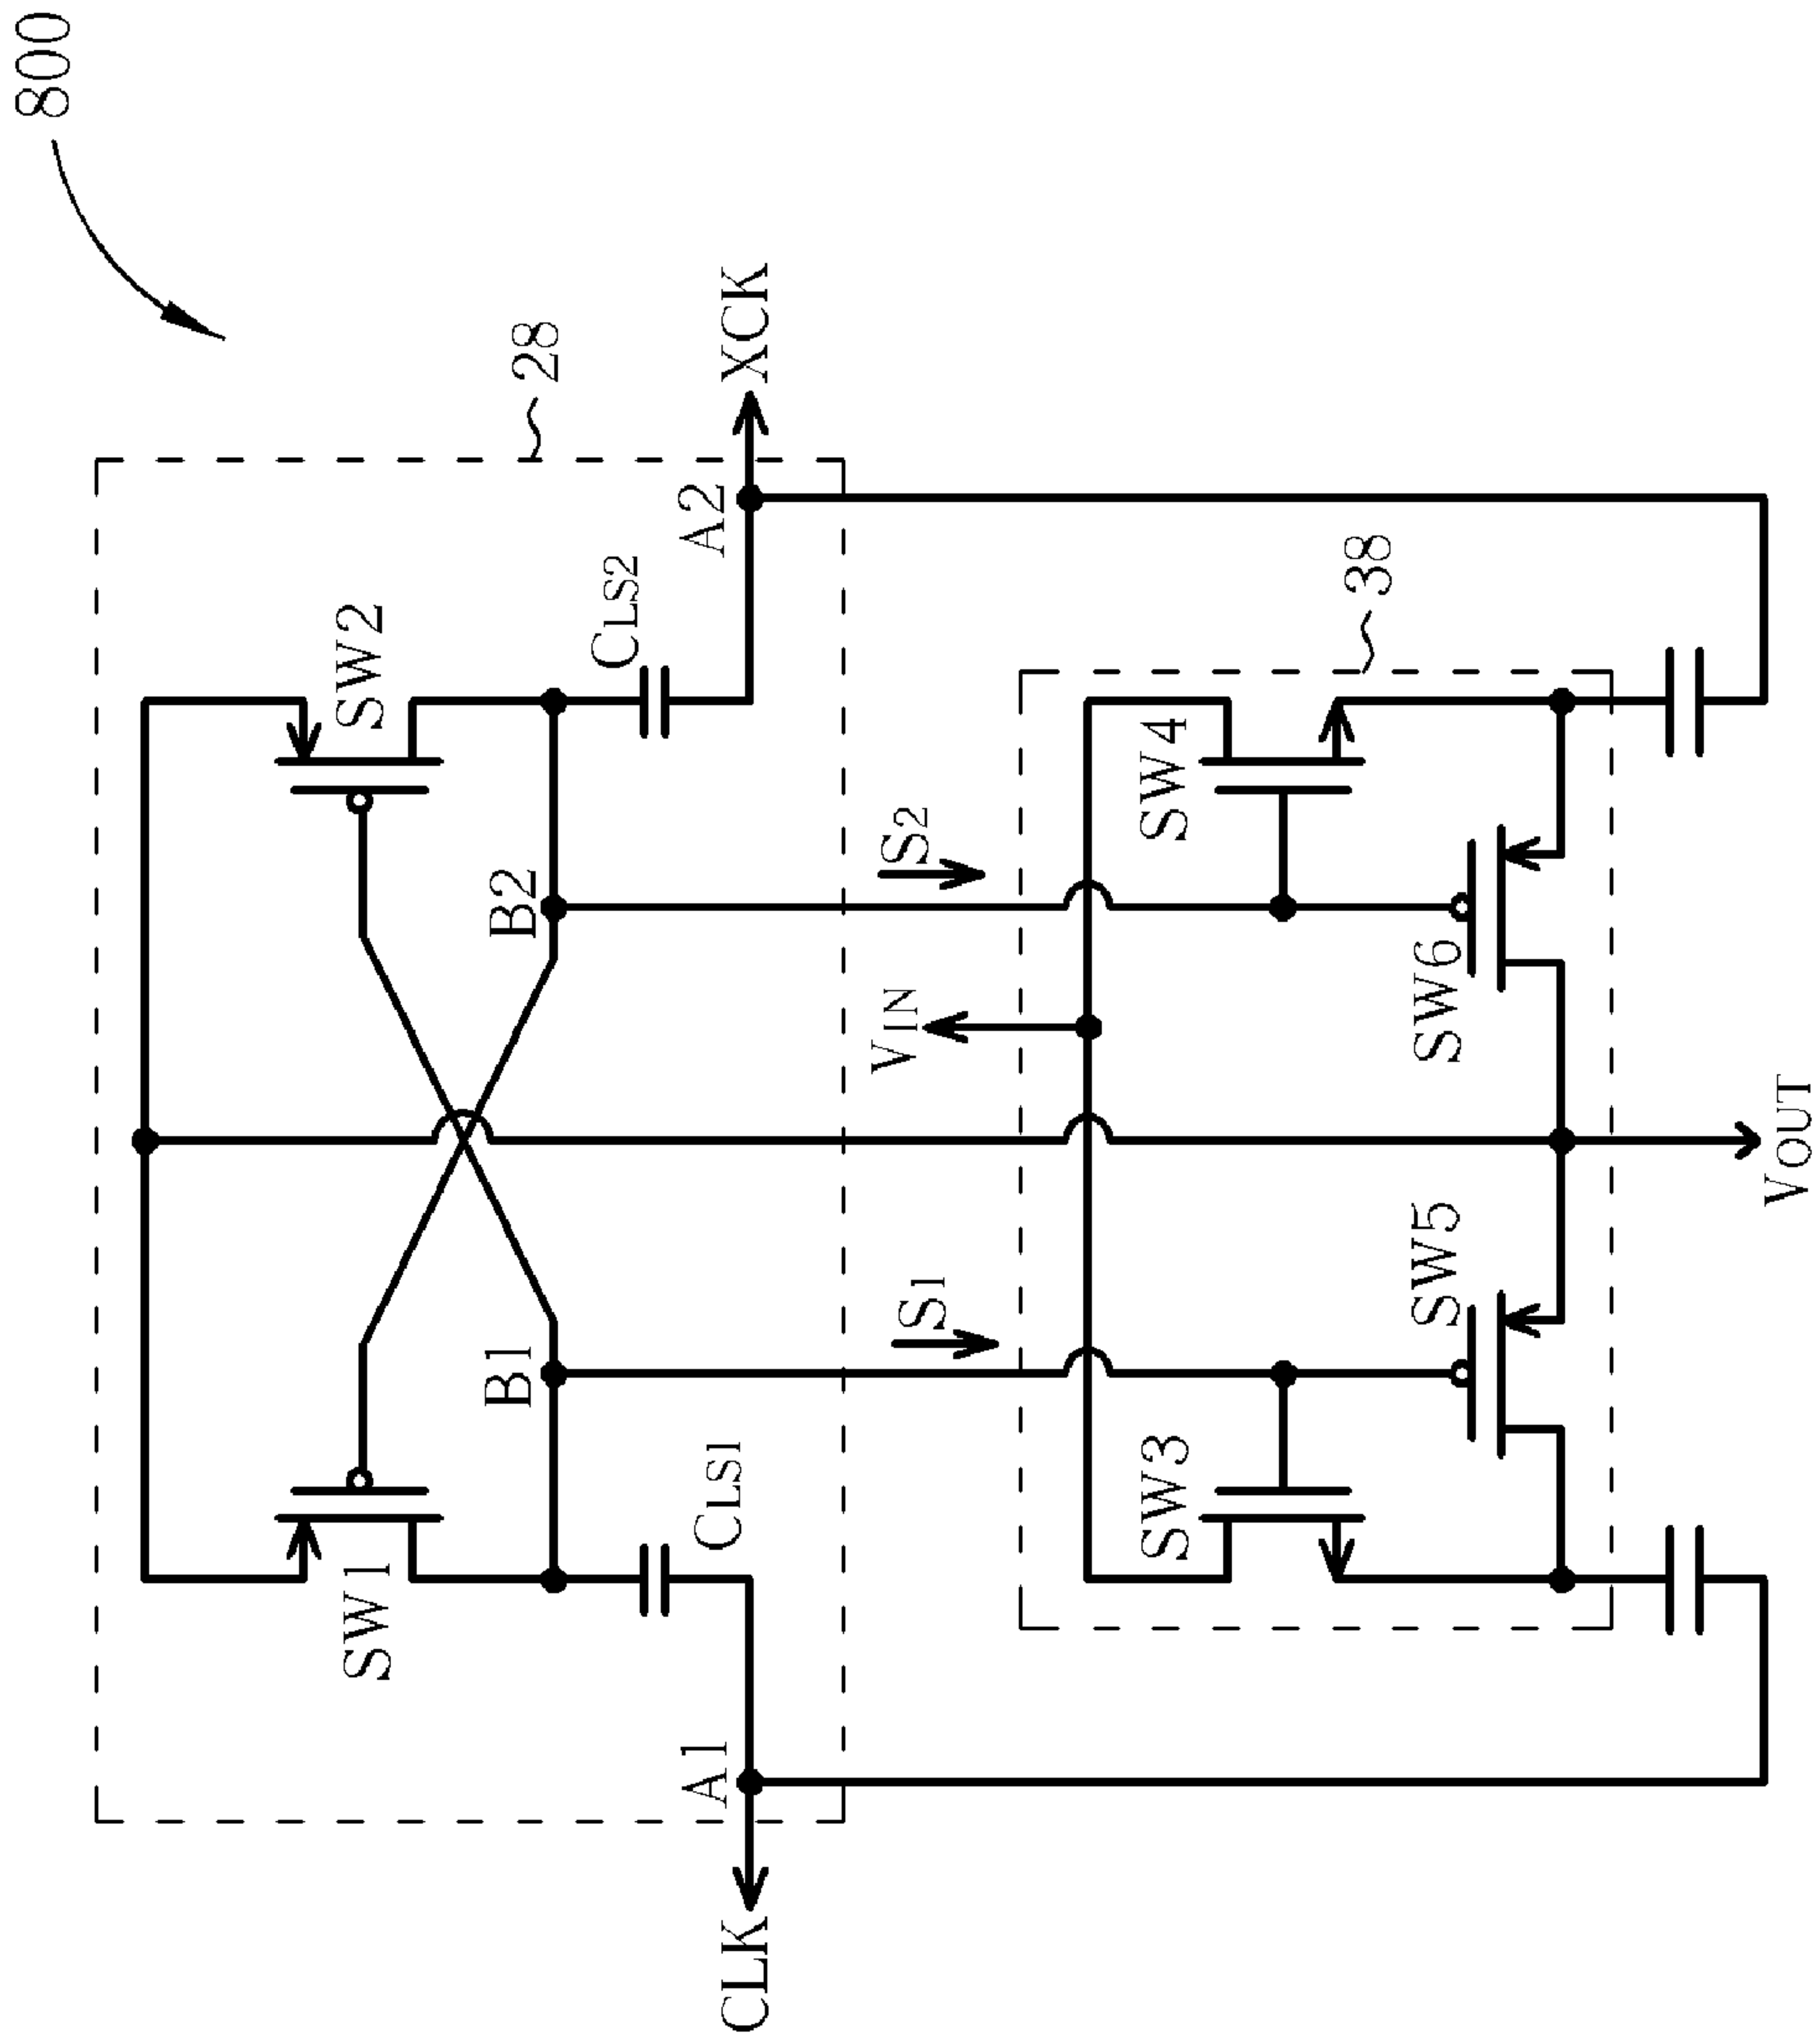 800
28
SW1
SW2
B1
B2
CLS1
CLS2
A1
A2
CLK
XCK
S1
VIN
S2
38
SW3
SW4
SW5
SW6
VOUT